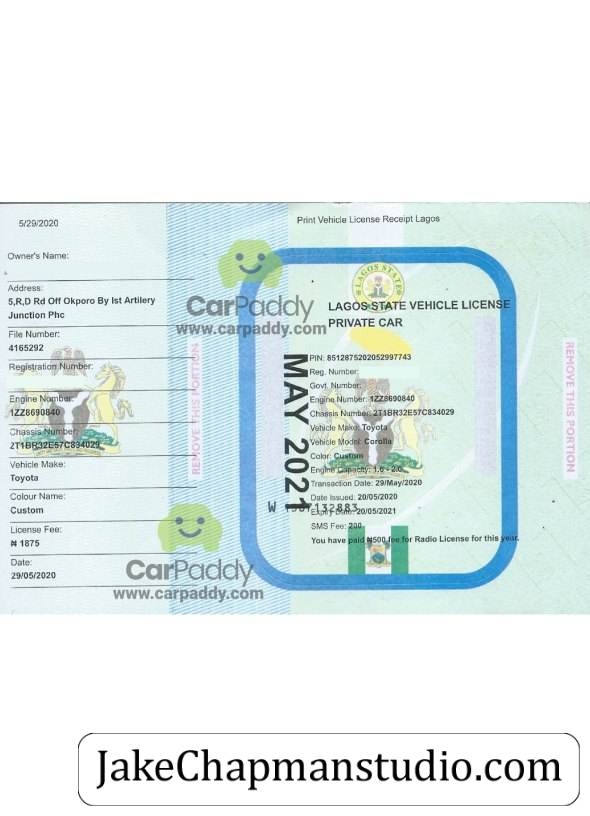 5/29/2020
Print Vehicle License Receipt Lagos
Owner's Name:
Address:
5,R,D Rd Off Okporo By Ist Artilery
Junction Phc
File Number:
4165292
Registration Number:
Engine Number:
1ZZ8690840
Chassis Number:
2T1BR32E57C834029
Vehicle Make:
Toyota
Colour Name:
Custom
License Fee:
₦ 1875
Date:
29/05/2020
REMOVE THIS PORTION
CarPaddy
www.carpaddy.com
CarPaddy
www.carpaddy.com
LAGOS STATE
LAGOS STATE VEHICLE LICENSE
PRIVATE CAR
MAY 2021
PIN: 8512875202052997743
Reg. Number:
Govt. Number:
Engine Number: 1ZZ8690840
Chassis Number: 2T1BR32E57C834029
Vehicle Make: Toyota
Vehicle Model: Corolla
Color: Custom
Engine Capacity: 1.6 - 2.0
Transaction Date: 29/May/2020
Date Issued: 20/05/2020
Expiry Date: 20/05/2021
SMS Fee: 200
You have paid ₦500 fee for Radio License for this year.
REMOVE THIS PORTION
JakeChapmanstudio.com